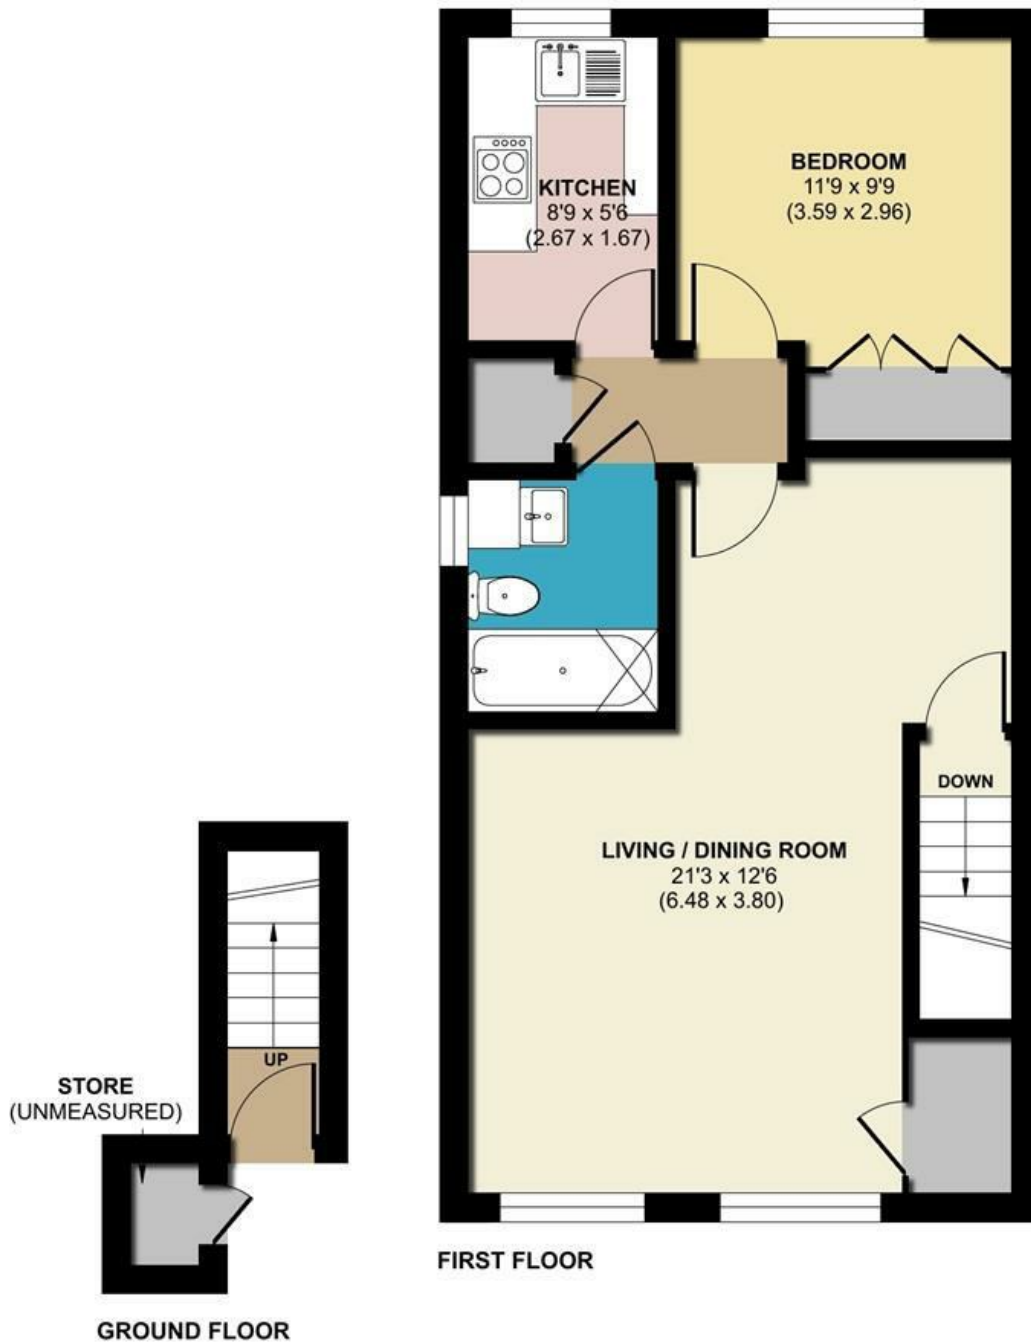 KITCHEN
8'9 x 5'6
(2.67 x 1.67)
BEDROOM
11'9 x 9'9
(3.59 x 2.96)
DOWN
LIVING / DINING ROOM
21'3 x 12'6
(6.48 x 3.80)
UP
STORE
(UNMEASURED)
FIRST FLOOR
GROUND FLOOR